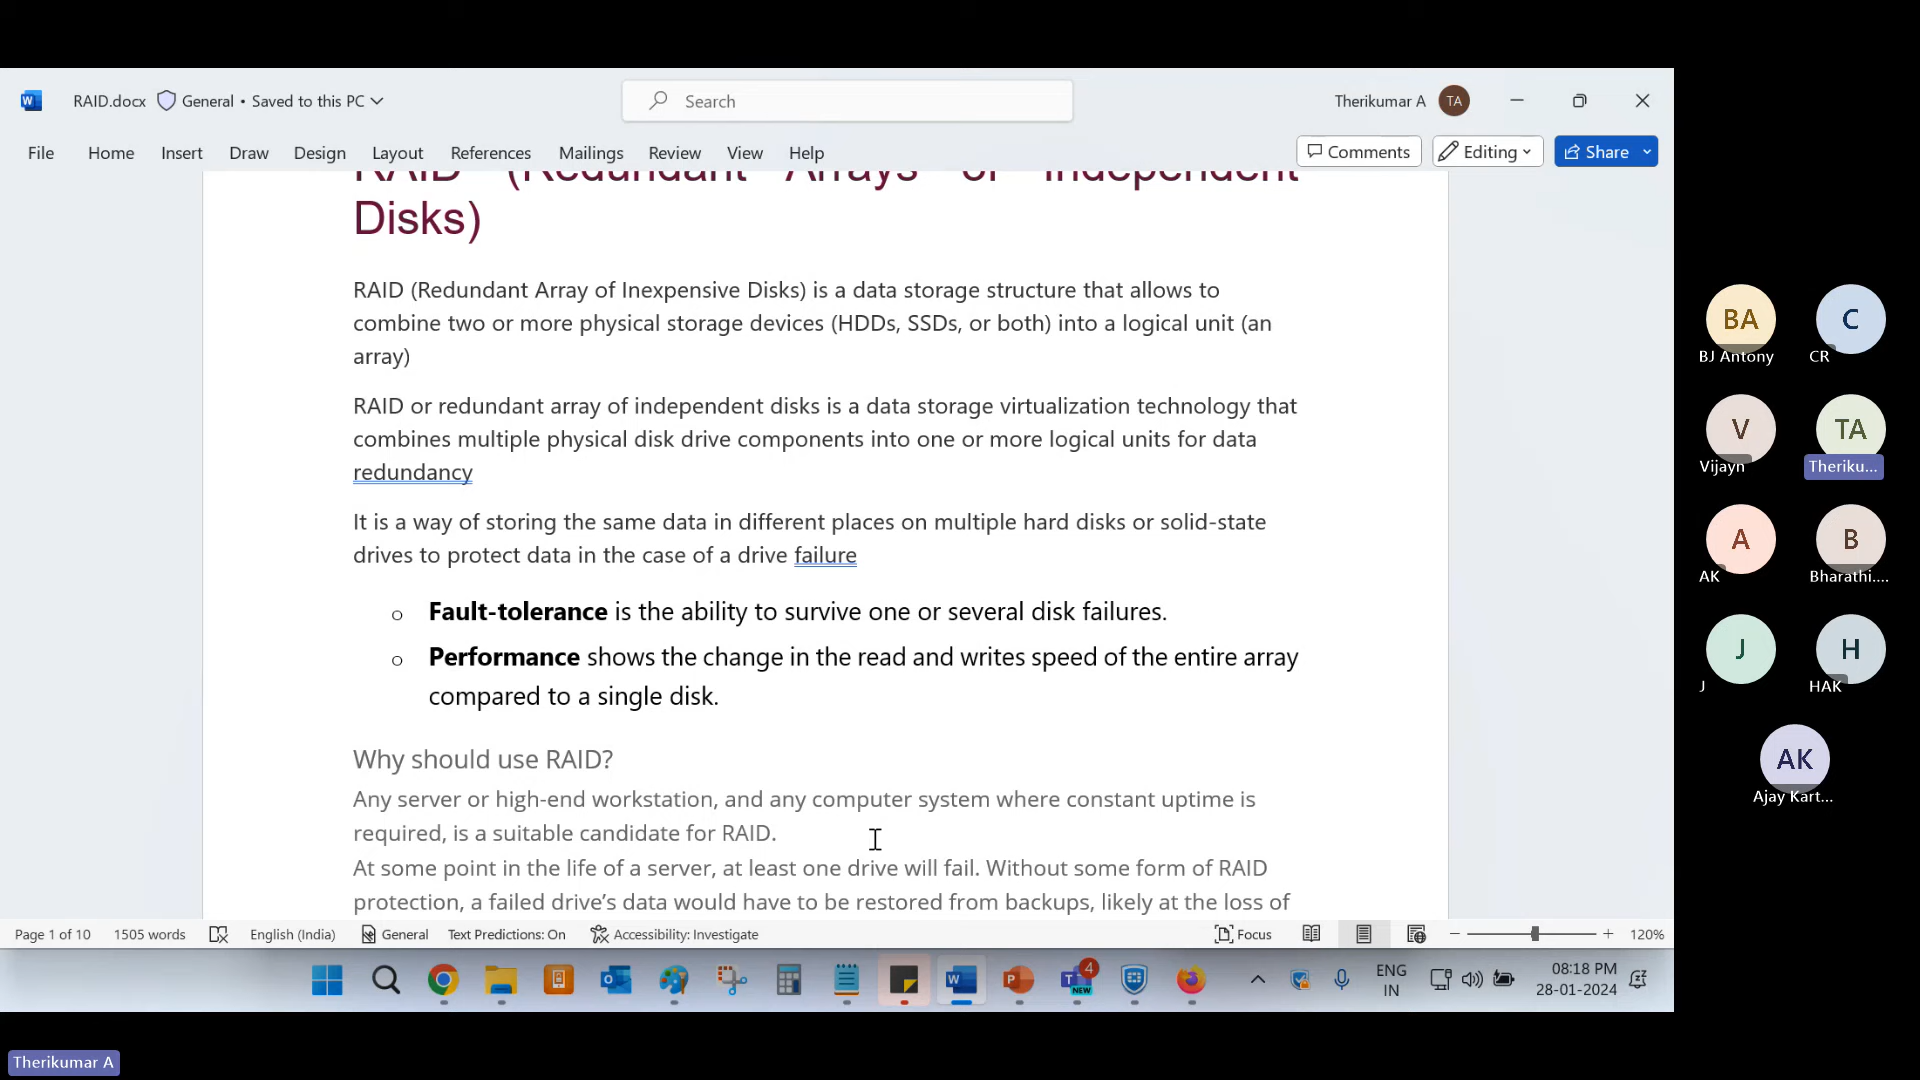 RAID.docx General • Saved to this PC
Search
Therikumar A TA
File Home Insert Draw Design Layout References Mailings Review View Help
Comments Editing Share
RAID (Redundant Arrays of Independent
Disks)
RAID (Redundant Array of Inexpensive Disks) is a data storage structure that allows to
combine two or more physical storage devices (HDDs, SSDs, or both) into a logical unit (an
array)
RAID or redundant array of independent disks is a data storage virtualization technology that
combines multiple physical disk drive components into one or more logical units for data
redundancy
It is a way of storing the same data in different places on multiple hard disks or solid-state
drives to protect data in the case of a drive failure
o Fault-tolerance is the ability to survive one or several disk failures.
o Performance shows the change in the read and writes speed of the entire array
compared to a single disk.
Why should use RAID?
Any server or high-end workstation, and any computer system where constant uptime is
required, is a suitable candidate for RAID.
At some point in the life of a server, at least one drive will fail. Without some form of RAID
protection, a failed drive’s data would have to be restored from backups, likely at the loss of
Page 1 of 10 1505 words English (India) General Text Predictions: On Accessibility: Investigate Focus 120%
4
NEW
ENG
IN
08:18 PM
28-01-2024
BA C
BJ Antony CR
V TA
Vijayn Theriku...
A B
AK Bharathi....
J H
J HAK
AK
Ajay Kart...
Therikumar A